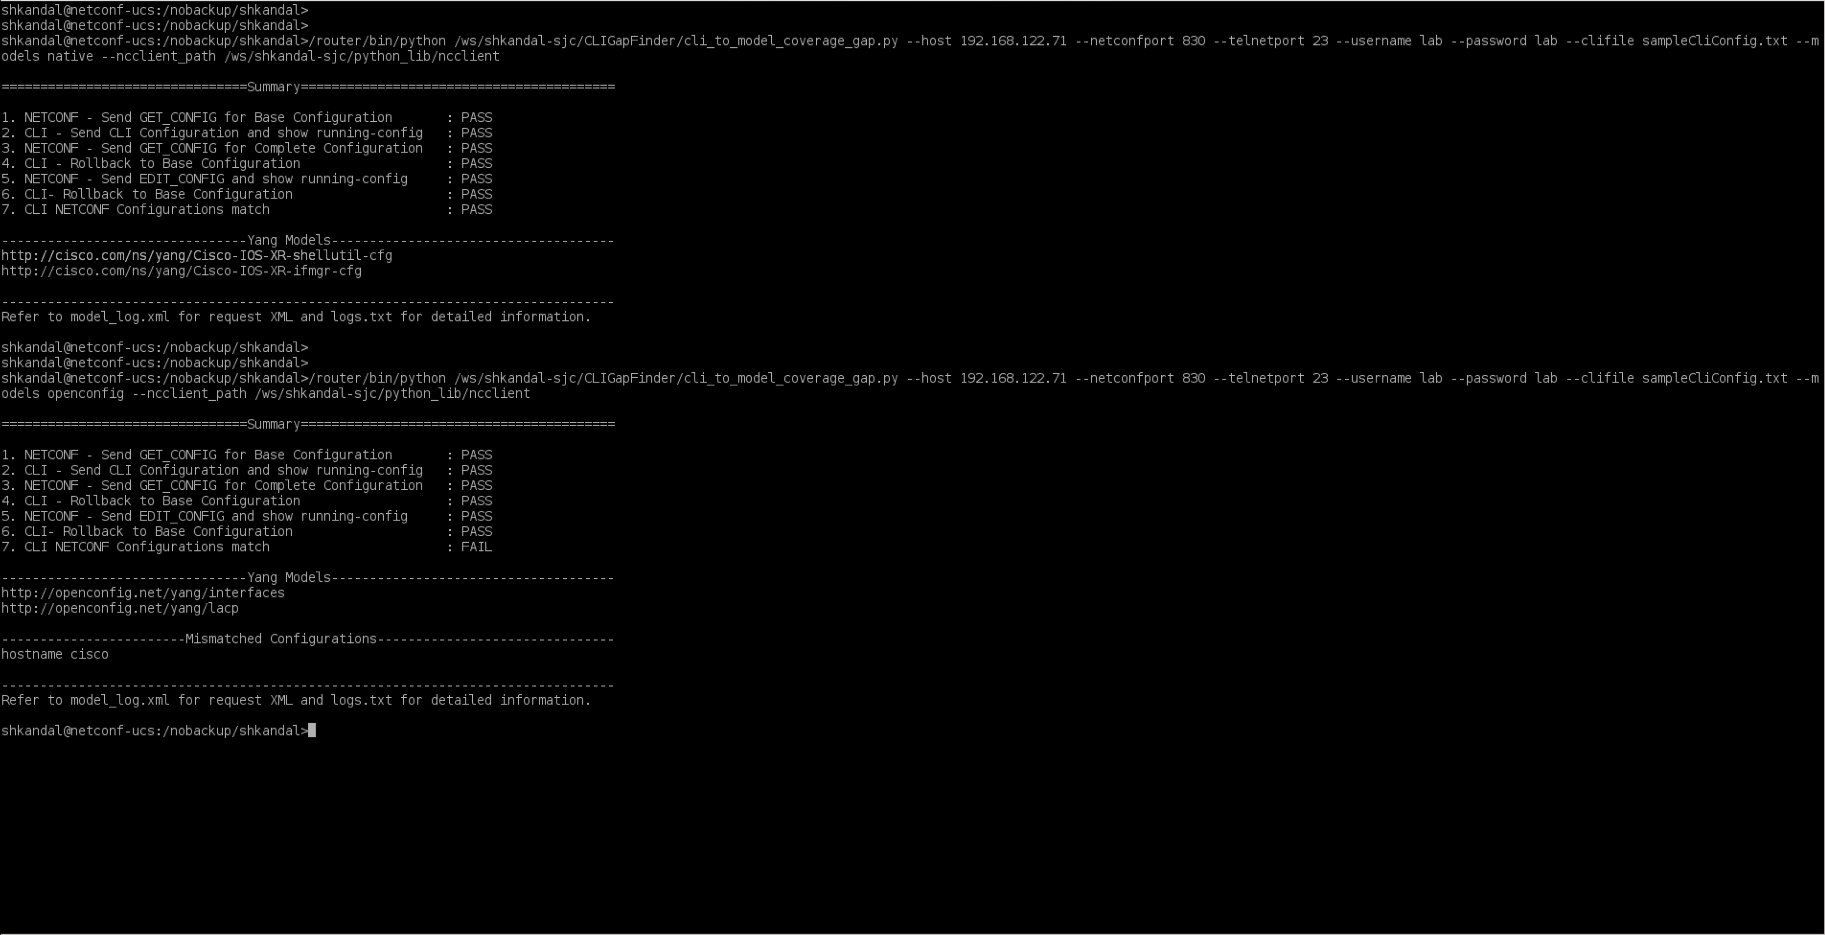 shkandal@netconf-ucs:/nobackup/shkandal>
shkandal@netconf-ucs:/nobackup/shkandal>
shkandal@netconf-ucs:/nobackup/shkandal>/router/bin/python /ws/shkandal-sjc/CLIGapFinder/cli_to_model_coverage_gap.py --host 192.168.122.71 --netconfport 830 --telnetport 23 --username lab --password lab --clifile sampleCliConfig.txt --m
odels native --ncclient_path /ws/shkandal-sjc/python_lib/ncclient
================================Summary=========================================
1. NETCONF - Send GET_CONFIG for Base Configuration       : PASS
2. CLI - Send CLI Configuration and show running-config   : PASS
3. NETCONF - Send GET_CONFIG for Complete Configuration   : PASS
4. CLI - Rollback to Base Configuration                   : PASS
5. NETCONF - Send EDIT_CONFIG and show running-config     : PASS
6. CLI- Rollback to Base Configuration                    : PASS
7. CLI NETCONF Configurations match                       : PASS
--------------------------------Yang Models-------------------------------------
http://cisco.com/ns/yang/Cisco-IOS-XR-shellutil-cfg
http://cisco.com/ns/yang/Cisco-IOS-XR-ifmgr-cfg
--------------------------------------------------------------------------------
Refer to model_log.xml for request XML and logs.txt for detailed information.
shkandal@netconf-ucs:/nobackup/shkandal>
shkandal@netconf-ucs:/nobackup/shkandal>
shkandal@netconf-ucs:/nobackup/shkandal>/router/bin/python /ws/shkandal-sjc/CLIGapFinder/cli_to_model_coverage_gap.py --host 192.168.122.71 --netconfport 830 --telnetport 23 --username lab --password lab --clifile sampleCliConfig.txt --m
odels openconfig --ncclient_path /ws/shkandal-sjc/python_lib/ncclient
================================Summary=========================================
1. NETCONF - Send GET_CONFIG for Base Configuration       : PASS
2. CLI - Send CLI Configuration and show running-config   : PASS
3. NETCONF - Send GET_CONFIG for Complete Configuration   : PASS
4. CLI - Rollback to Base Configuration                   : PASS
5. NETCONF - Send EDIT_CONFIG and show running-config     : PASS
6. CLI- Rollback to Base Configuration                    : PASS
7. CLI NETCONF Configurations match                       : FAIL
--------------------------------Yang Models-------------------------------------
http://openconfig.net/yang/interfaces
http://openconfig.net/yang/lacp
------------------------Mismatched Configurations-------------------------------
hostname cisco
--------------------------------------------------------------------------------
Refer to model_log.xml for request XML and logs.txt for detailed information.
shkandal@netconf-ucs:/nobackup/shkandal>